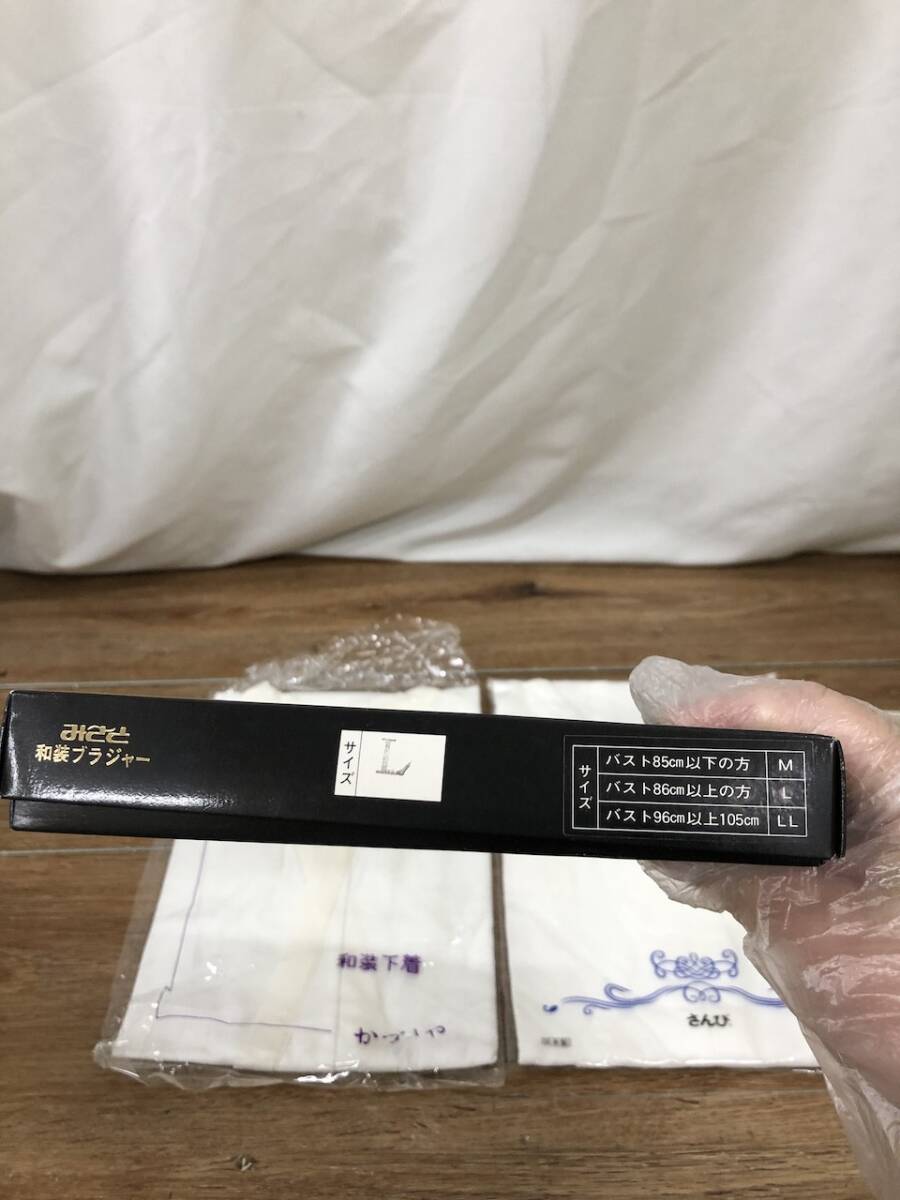 みさと
和装ブラジャー
サイズ
L
サイズ
バスト85cm以下の方 M
バスト86cm以上の方 L
バスト96cm以上105cm LL
和装下着
さんび